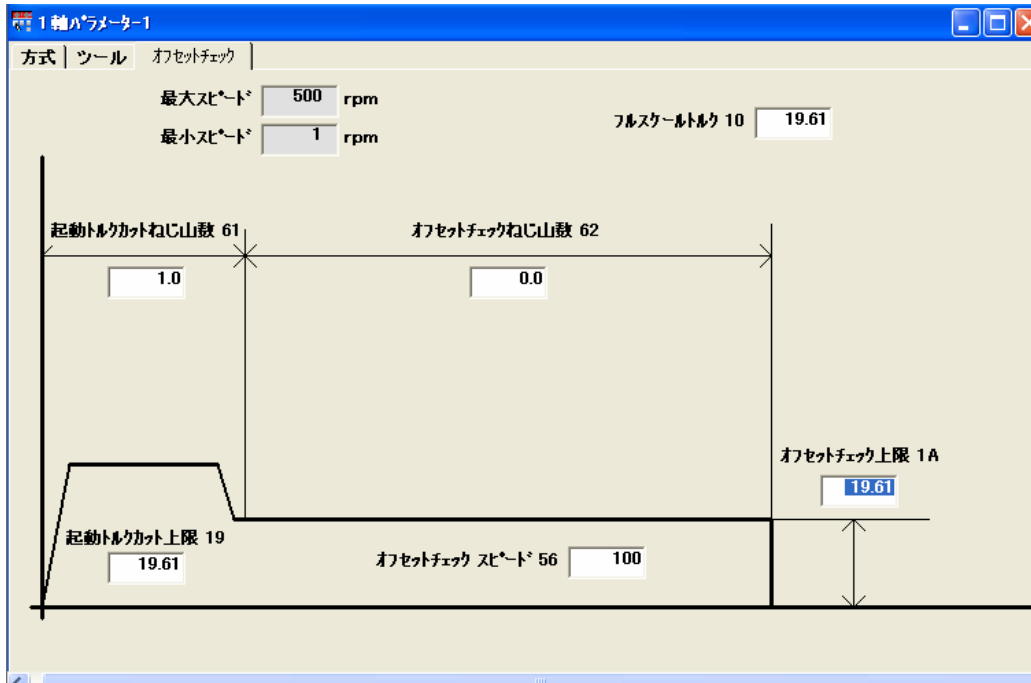 1軸パラメーター1
方式 ツール オフセットチェック
最大スピード 500 rpm
最小スピード 1 rpm
フルスケールトルク 10 19.61
起動トルクカットねじ山数 61
オフセットチェックねじ山数 62
1.0
0.0
オフセットチェック上限 1A
19.61
起動トルクカット上限 19
19.61
オフセットチェック スピード 56 100